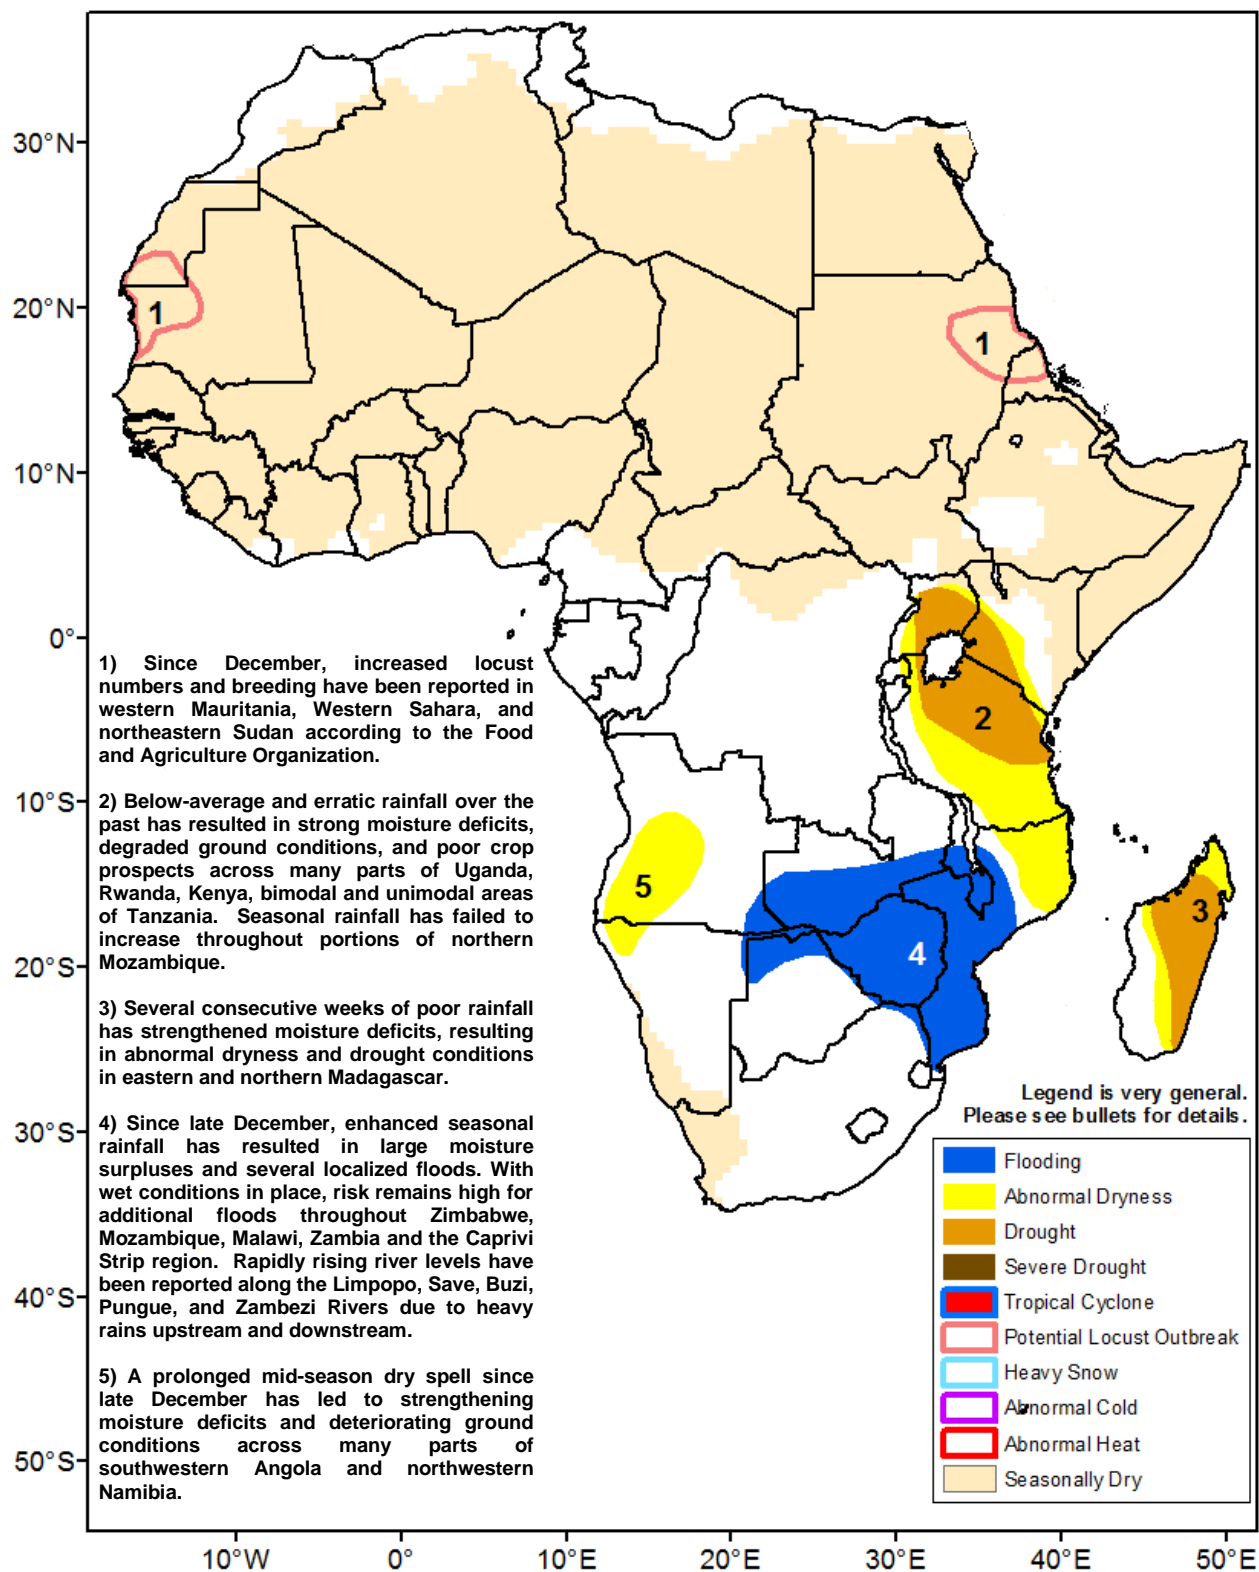 30°N
20°N
10°N
0°
10°S
20°S
30°S
40°S
50°S
10°W
0°
10°E
20°E
30°E
40°E
50°E
1
1
2
3
4
5
1) Since December, increased locust
numbers and breeding have been reported in
western Mauritania, Western Sahara, and
northeastern Sudan according to the Food
and Agriculture Organization.
2) Below-average and erratic rainfall over the
past has resulted in strong moisture deficits,
degraded ground conditions, and poor crop
prospects across many parts of Uganda,
Rwanda, Kenya, bimodal and unimodal areas
of Tanzania. Seasonal rainfall has failed to
increase throughout portions of northern
Mozambique.
3) Several consecutive weeks of poor rainfall
has strengthened moisture deficits, resulting
in abnormal dryness and drought conditions
in eastern and northern Madagascar.
4) Since late December, enhanced seasonal
rainfall has resulted in large moisture
surpluses and several localized floods. With
wet conditions in place, risk remains high for
additional floods throughout Zimbabwe,
Mozambique, Malawi, Zambia and the Caprivi
Strip region. Rapidly rising river levels have
been reported along the Limpopo, Save, Buzi,
Pungue, and Zambezi Rivers due to heavy
rains upstream and downstream.
5) A prolonged mid-season dry spell since
late December has led to strengthening
moisture deficits and deteriorating ground
conditions across many parts of
southwestern Angola and northwestern
Namibia.
Legend is very general.
Please see bullets for details.
Flooding
Abnormal Dryness
Drought
Severe Drought
Tropical Cyclone
Potential Locust Outbreak
Heavy Snow
Abnormal Cold
Abnormal Heat
Seasonally Dry